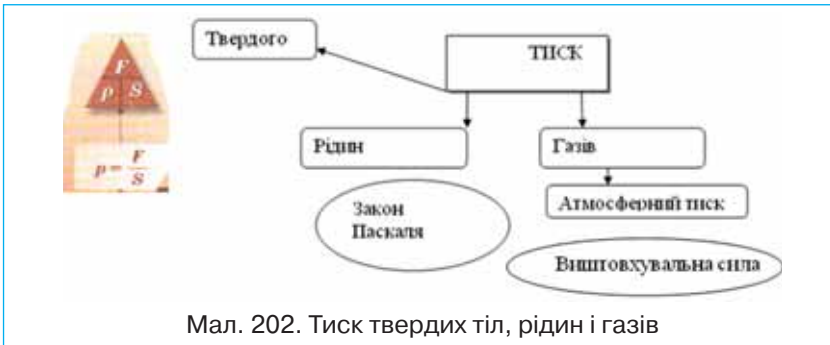 Твердого
ТИСК
F
p S
p = F/S
Рідин
Газів
Закон
Паскаля
Атмосферний тиск
Виштовхувальна сила
Мал. 202. Тиск твердих тіл, рідин і газів